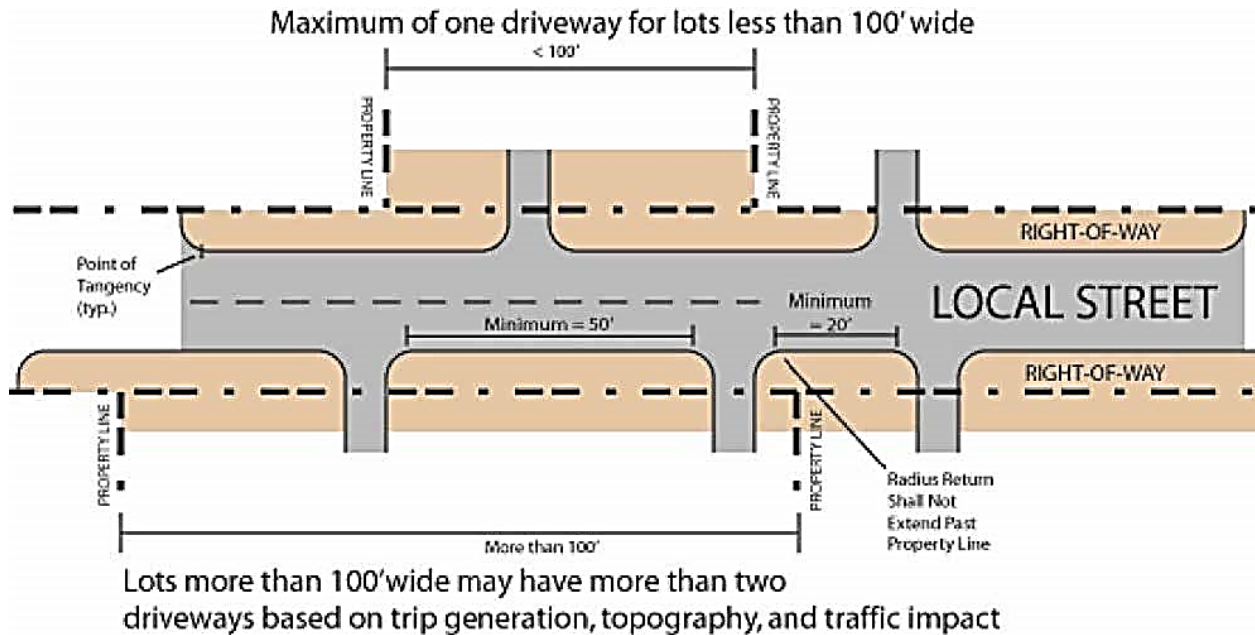 Maximum of one driveway for lots less than 100' wide
< 100'
PROPERTY LINE
PROPERTY LINE
RIGHT-OF-WAY
Point of
Tangency
(typ.)
LOCAL STREET
Minimum = 50'
Minimum
= 20'
RIGHT-OF-WAY
PROPERTY LINE
PROPERTY LINE
Radius Return
Shall Not
Extend Past
Property Line
More than 100'
Lots more than 100'wide may have more than two
driveways based on trip generation, topography, and traffic impact